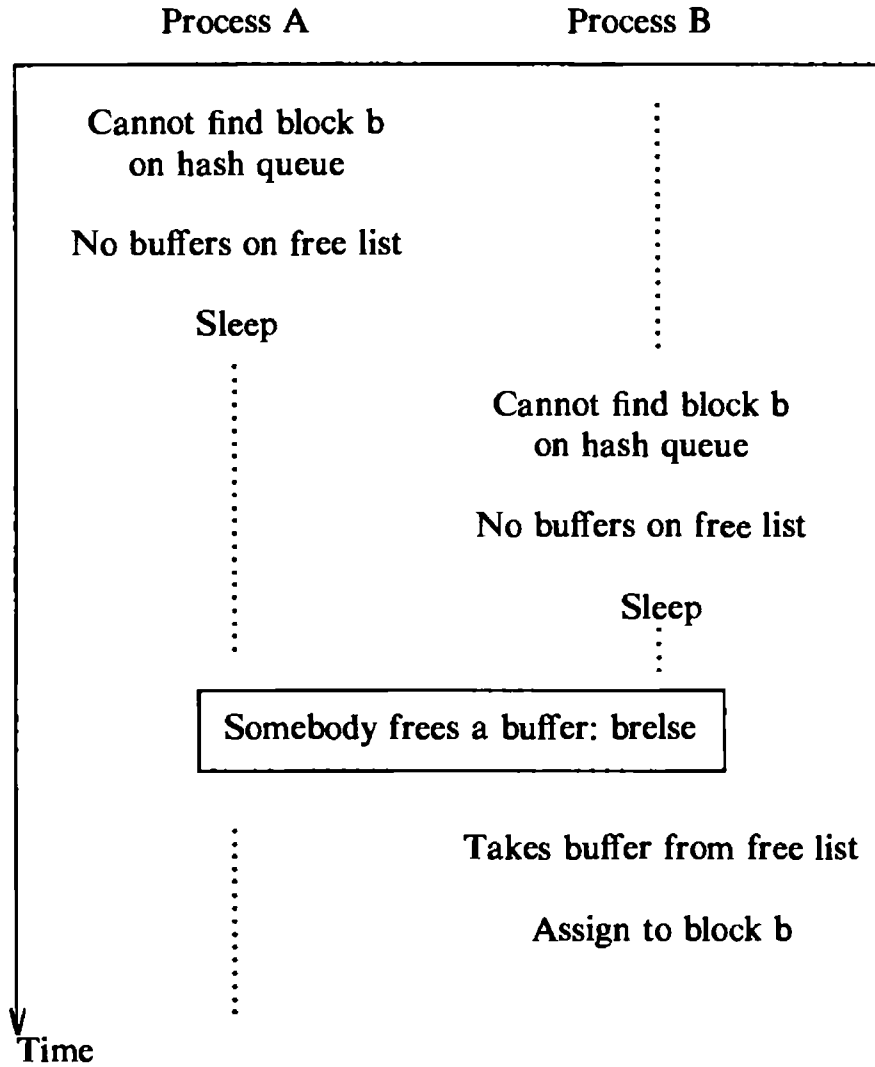 Process A
Process B
Cannot find block b
on hash queue
No buffers on free list
Sleep
Cannot find block b
on hash queue
No buffers on free list
Sleep
Somebody frees a buffer: brelse
Takes buffer from free list
Assign to block b
Time